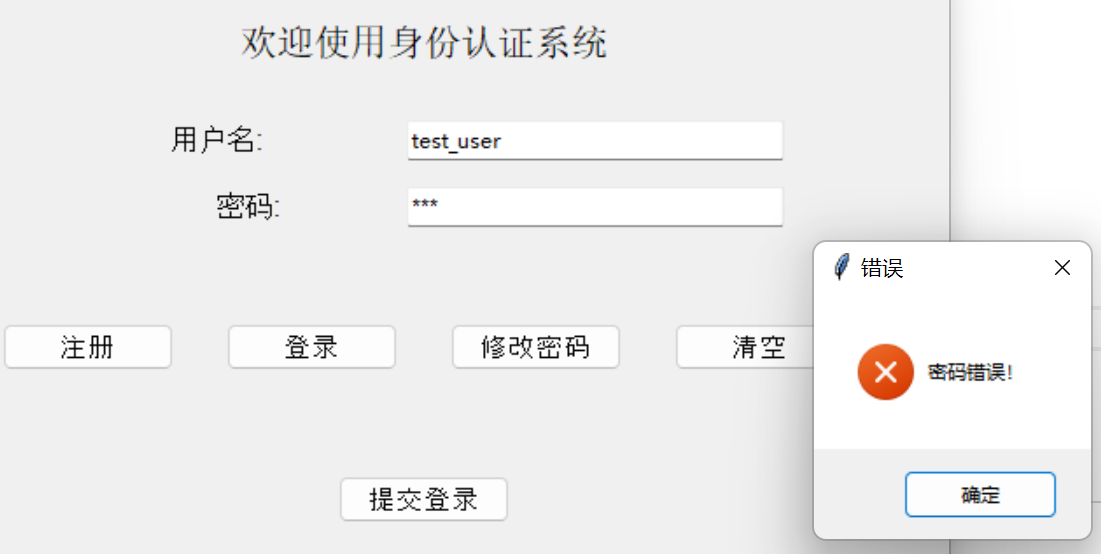 欢迎使用身份认证系统
用户名: test_user
密码: ***
注册 登录 修改密码 清空
提交登录
错误
密码错误!
确定